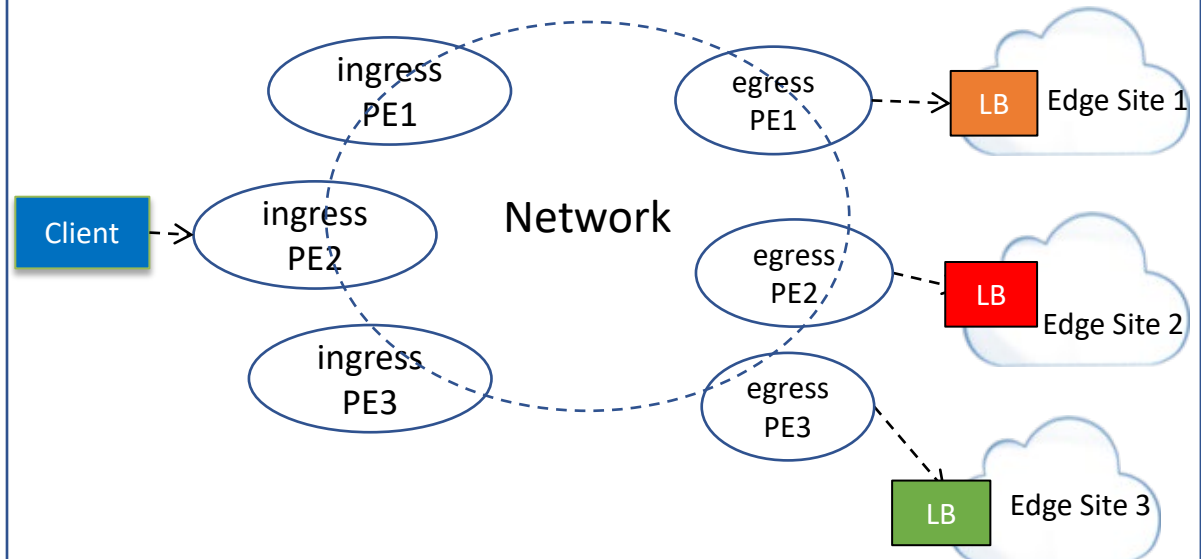 ingress
PE1
egress
PE1
LB
Edge Site 1
Client
ingress
PE2
Network
egress
PE2
LB
Edge Site 2
ingress
PE3
egress
PE3
LB
Edge Site 3